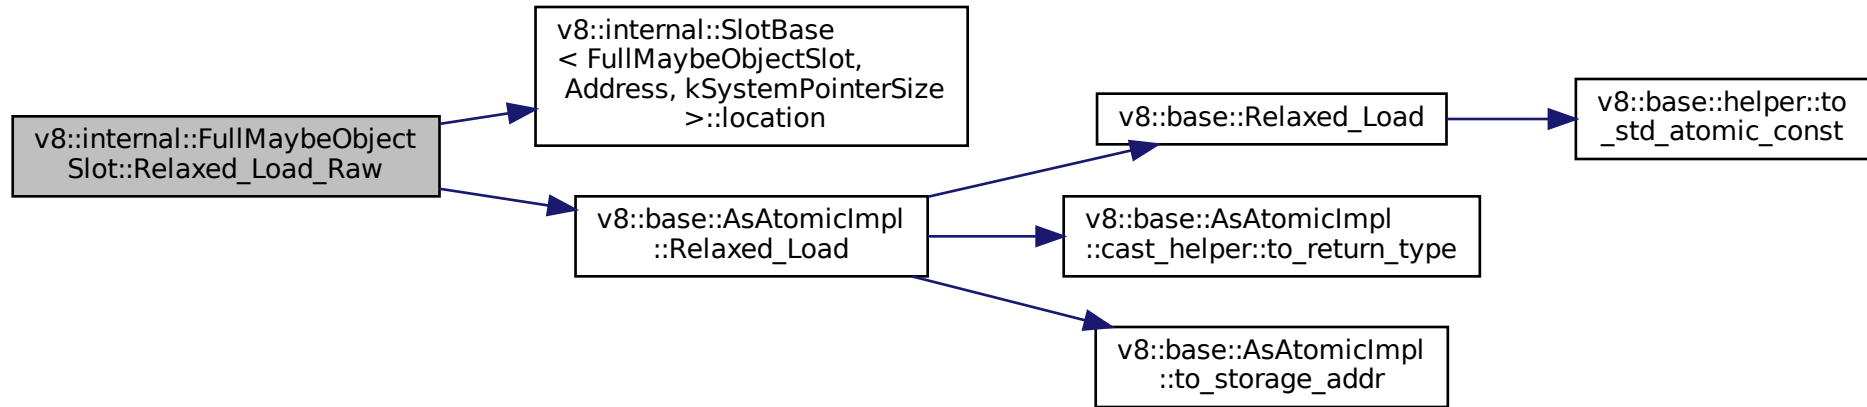 v8::internal::FullMaybeObject
Slot::Relaxed_Load_Raw
v8::internal::SlotBase
< FullMaybeObjectSlot,
 Address, kSystemPointerSize
>::location
v8::base::AsAtomicImpl
::Relaxed_Load
v8::base::Relaxed_Load
v8::base::helper::to
_std_atomic_const
v8::base::AsAtomicImpl
::cast_helper::to_return_type
v8::base::AsAtomicImpl
::to_storage_addr